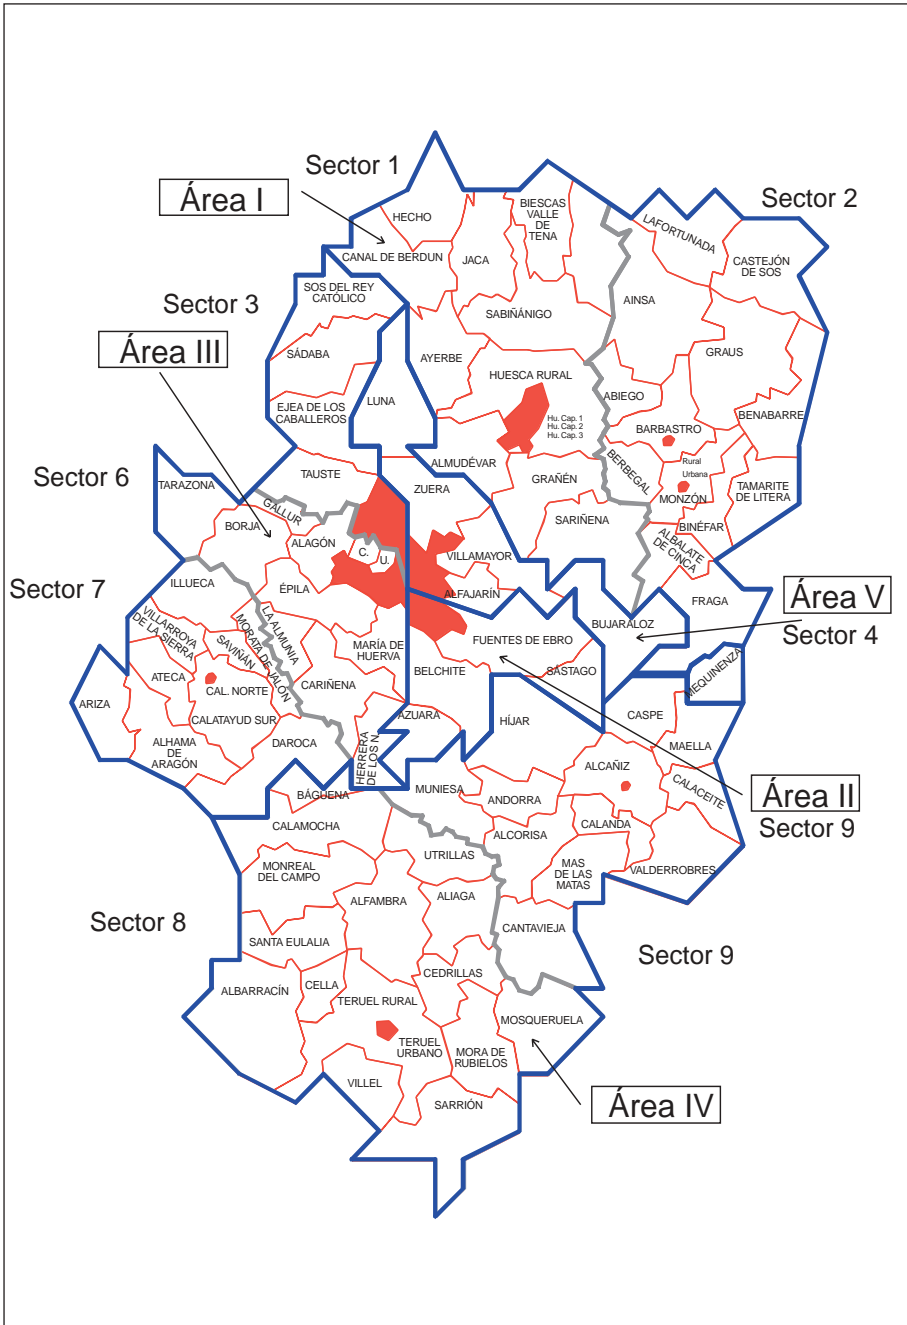 Sector 1
Área I
HECHO
BIESCAS
VALLE
DE
TENA
Sector 2
LAFORTUNADA
CANAL DE BERDUN
JACA
CASTEJÓN
DE SOS
SOS DEL REY
CATÓLICO
Sector 3
AINSA
SABIÑÁNIGO
Área III
SÁDABA
AYERBE
GRAUS
HUESCA RURAL
LUNA
ABIEGO
EJEA DE LOS
CABALLEROS
BENABARRE
Hu. Cap. 1
Hu. Cap. 2
Hu. Cap. 3
BARBASTRO
Sector 6
TARAZONA
TAUSTE
ALMUDÉVAR
BERBEGAL
Rural
Urbana
ZUERA
GRAÑÉN
MONZÓN
TAMARITE
DE LITERA
GALLUR
BORJA
SARIÑENA
BINÉFAR
ALAGÓN
ALBALATE
DE CINCA
C.
U.
VILLAMAYOR
Sector 7
ILLUECA
ÉPILA
ALFAJARÍN
FRAGA
Área V
VILLARROYA
DE LA SIERRA
LA ALMUNIA
MORATA DE JALÓN
SAVIÑÁN
BUJARALOZ
Sector 4
MARÍA DE
HUERVA
FUENTES DE EBRO
MEQUINENZA
ATECA
BELCHITE
SÁSTAGO
CAL. NORTE
CARIÑENA
ARIZA
CALATAYUD SUR
AZUARA
HÍJAR
CASPE
ALHAMA
DE
ARAGÓN
DAROCA
HERRERA
DE LOS N.
MAELLA
ALCAÑIZ
CALACEITE
BÁGUENA
MUNIESA
ANDORRA
Área II
CALAMOCHA
ALCORISA
CALANDA
Sector 9
UTRILLAS
MONREAL
DEL CAMPO
MAS
DE LAS
MATAS
VALDERROBRES
ALFAMBRA
ALIAGA
Sector 8
CANTAVIEJA
SANTA EULALIA
Sector 9
CEDRILLAS
ALBARRACÍN
CELLA
TERUEL RURAL
MOSQUERUELA
TERUEL
URBANO
MORA DE
RUBIELOS
VILLEL
SARRIÓN
Área IV